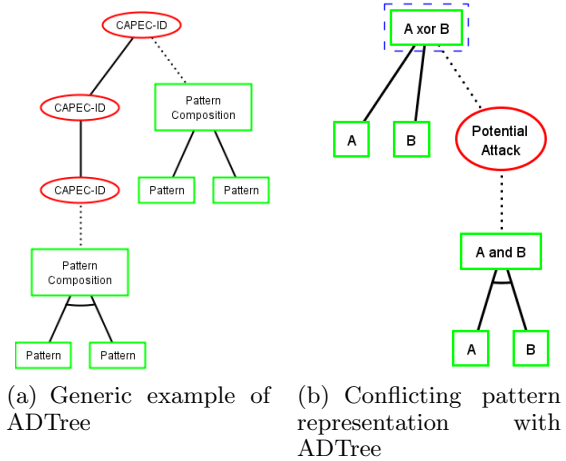 CAPEC-ID
CAPEC-ID
Pattern
Composition
Pattern
Pattern
CAPEC-ID
Pattern
Composition
Pattern
Pattern
(a) Generic example of
ADTree
A xor B
A
B
Potential
Attack
A and B
A
B
(b) Conflicting pattern
representation with
ADTree